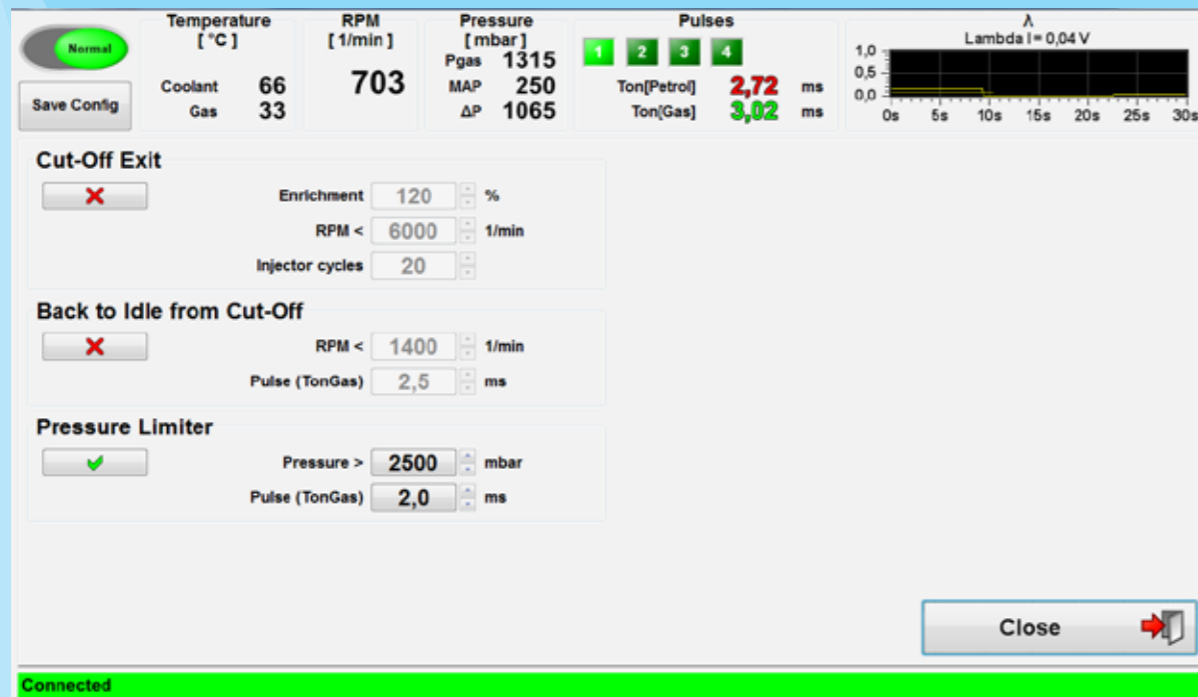 Normal
Save Config
Temperature
[ °C ]
Coolant 66
Gas 33
RPM
[ 1/min ]
703
Pressure
[ mbar ]
Pgas 1315
MAP 250
ΔP 1065
Pulses
1 2 3 4
Ton[Petrol] 2,72 ms
Ton[Gas] 3,02 ms
λ
Lambda I= 0,04 V
1,0
0,5
0,0
0s 5s 10s 15s 20s 25s 30s
Cut-Off Exit
Enrichment 120 %
RPM < 6000 1/min
Injector cycles 20
Back to Idle from Cut-Off
RPM < 1400 1/min
Pulse (TonGas) 2,5 ms
Pressure Limiter
Pressure > 2500 mbar
Pulse (TonGas) 2,0 ms
Close
Connected